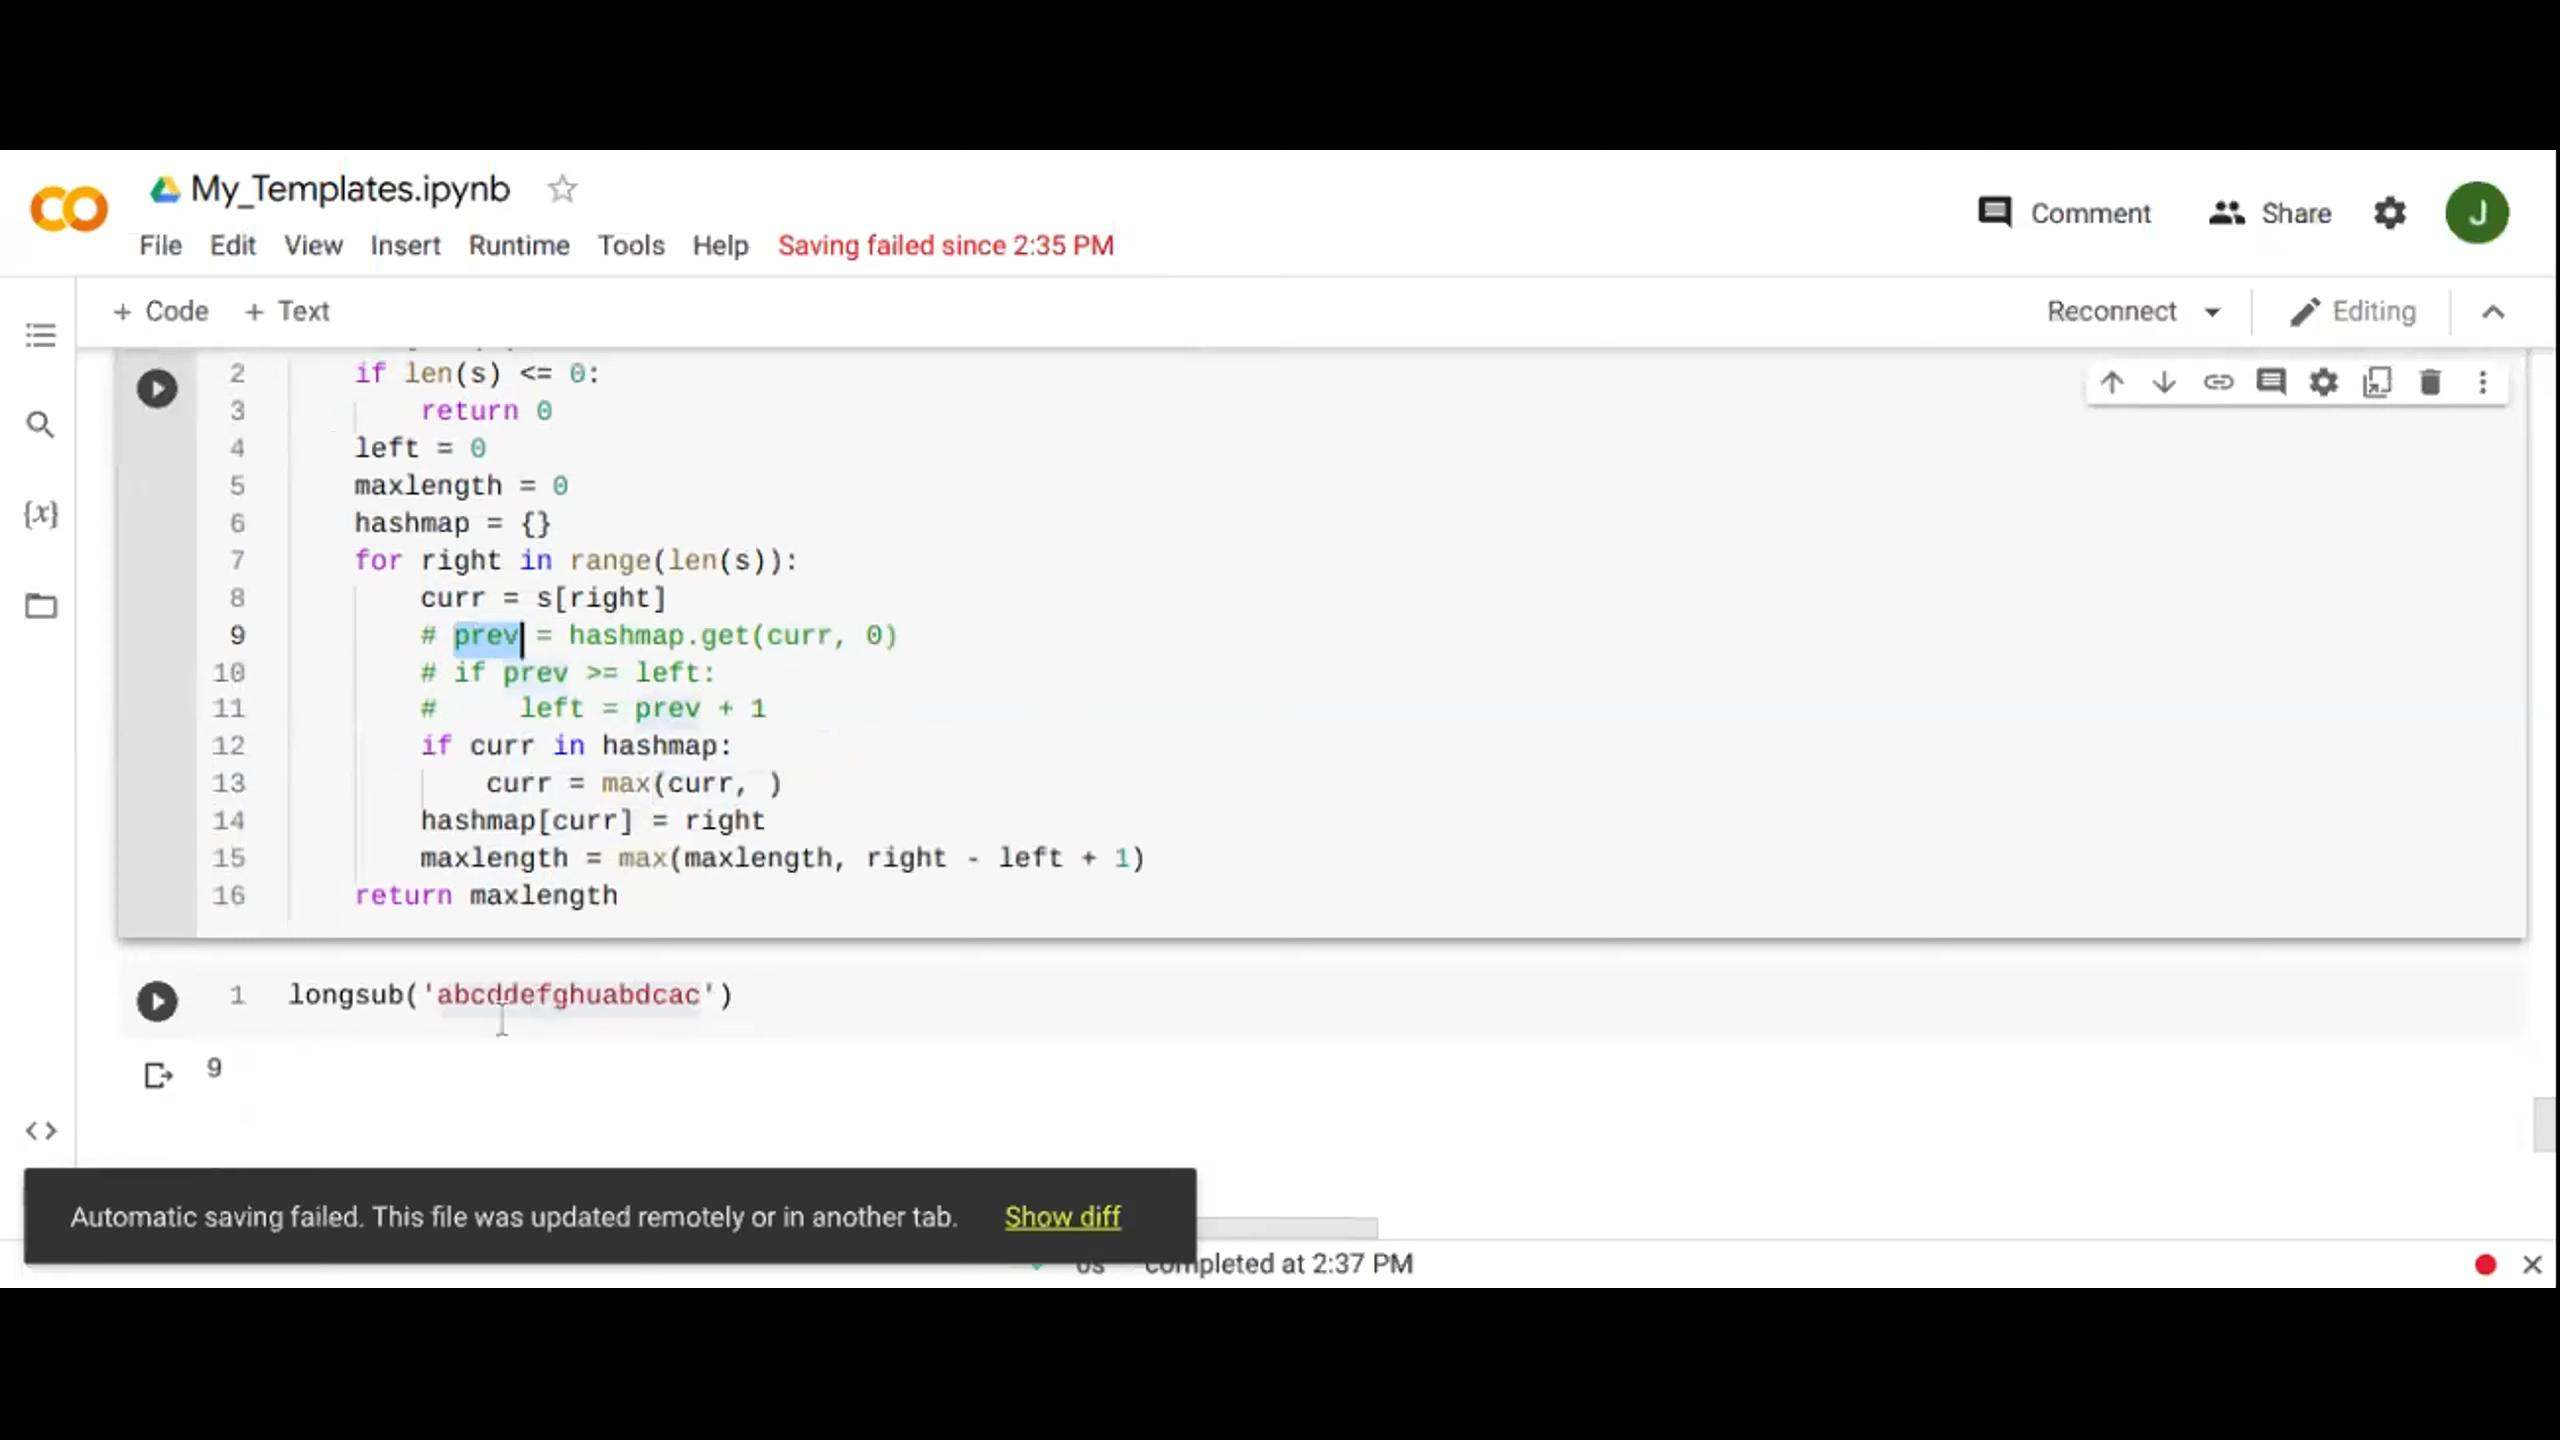 My_Templates.ipynb
File Edit View Insert Runtime Tools Help Saving failed since 2:35 PM
Comment Share J
+ Code + Text
Reconnect Editing
2 if len(s) <= 0:
3 return 0
4 left = 0
5 maxlength = 0
6 hashmap = {}
7 for right in range(len(s)):
8 curr = s[right]
9 # prev = hashmap.get(curr, 0)
10 # if prev >= left:
11 # left = prev + 1
12 if curr in hashmap:
13 curr = max(curr, )
14 hashmap[curr] = right
15 maxlength = max(maxlength, right - left + 1)
16 return maxlength
1 longsub('abcddefghuabdcac')
9
Automatic saving failed. This file was updated remotely or in another tab. Show diff
0s completed at 2:37 PM